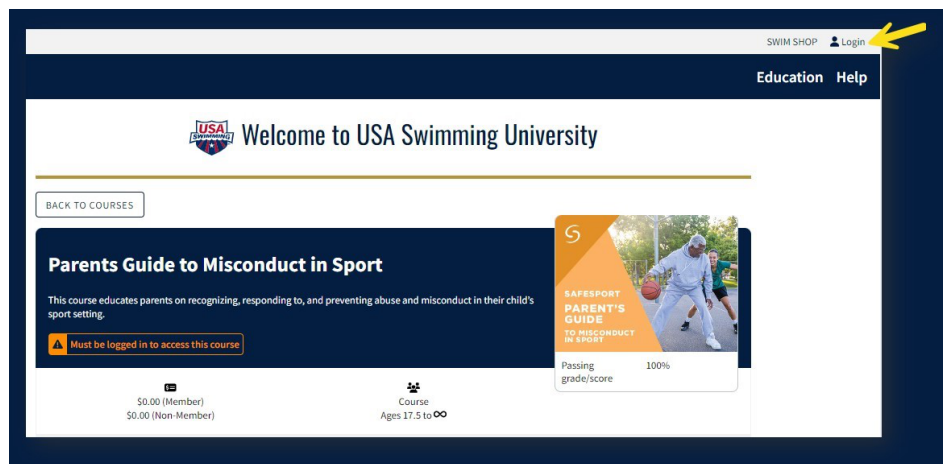 SWIM SHOP Login
Education Help
USA
SWIMMING
Welcome to USA Swimming University
BACK TO COURSES
Parents Guide to Misconduct in Sport
This course educates parents on recognizing, responding to, and preventing abuse and misconduct in their child's
sport setting.
Must be logged in to access this course
SAFESPORT
PARENT'S
GUIDE
TO MISCONDUCT
IN SPORT
Passing
grade/score
100%
$0.00 (Member)
$0.00 (Non-Member)
Course
Ages 17.5 to ∞